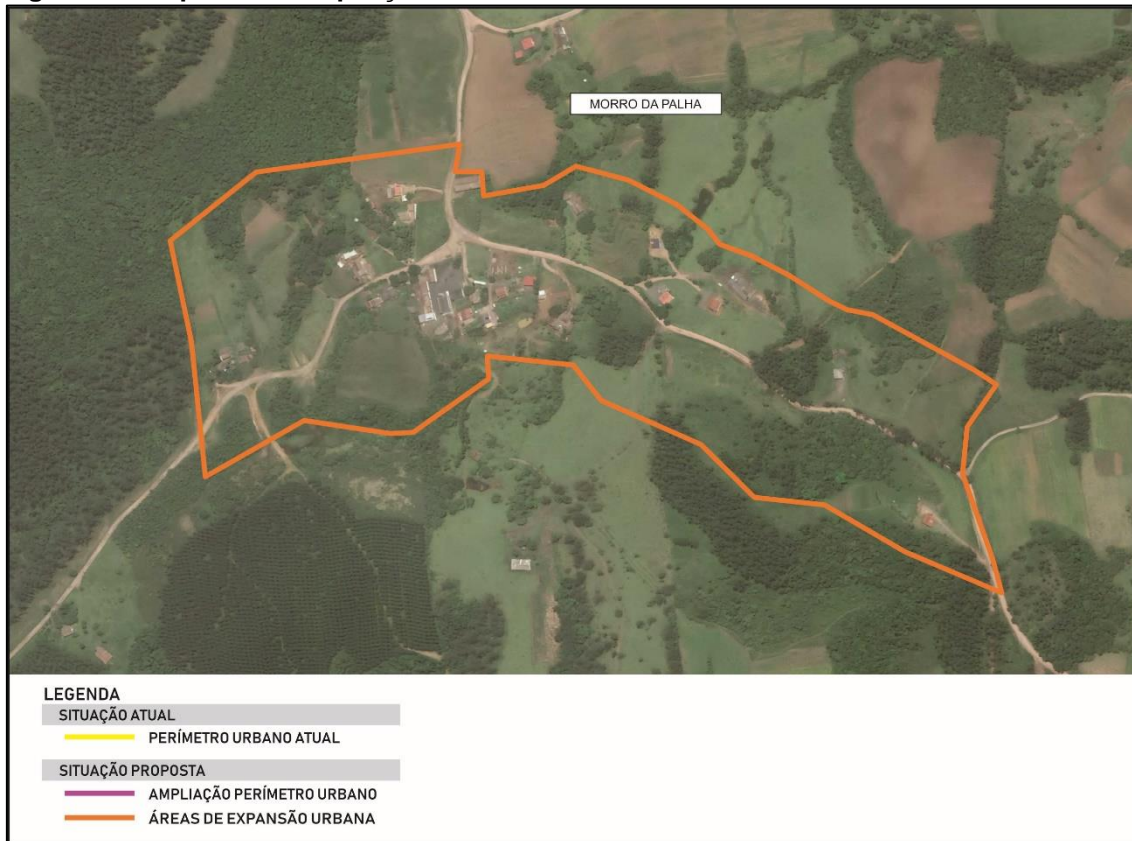 MORRO DA PALHA
LEGENDA
SITUAÇÃO ATUAL
PERÍMETRO URBANO ATUAL
SITUAÇÃO PROPOSTA
AMPLIAÇÃO PERÍMETRO URBANO
ÁREAS DE EXPANSÃO URBANA